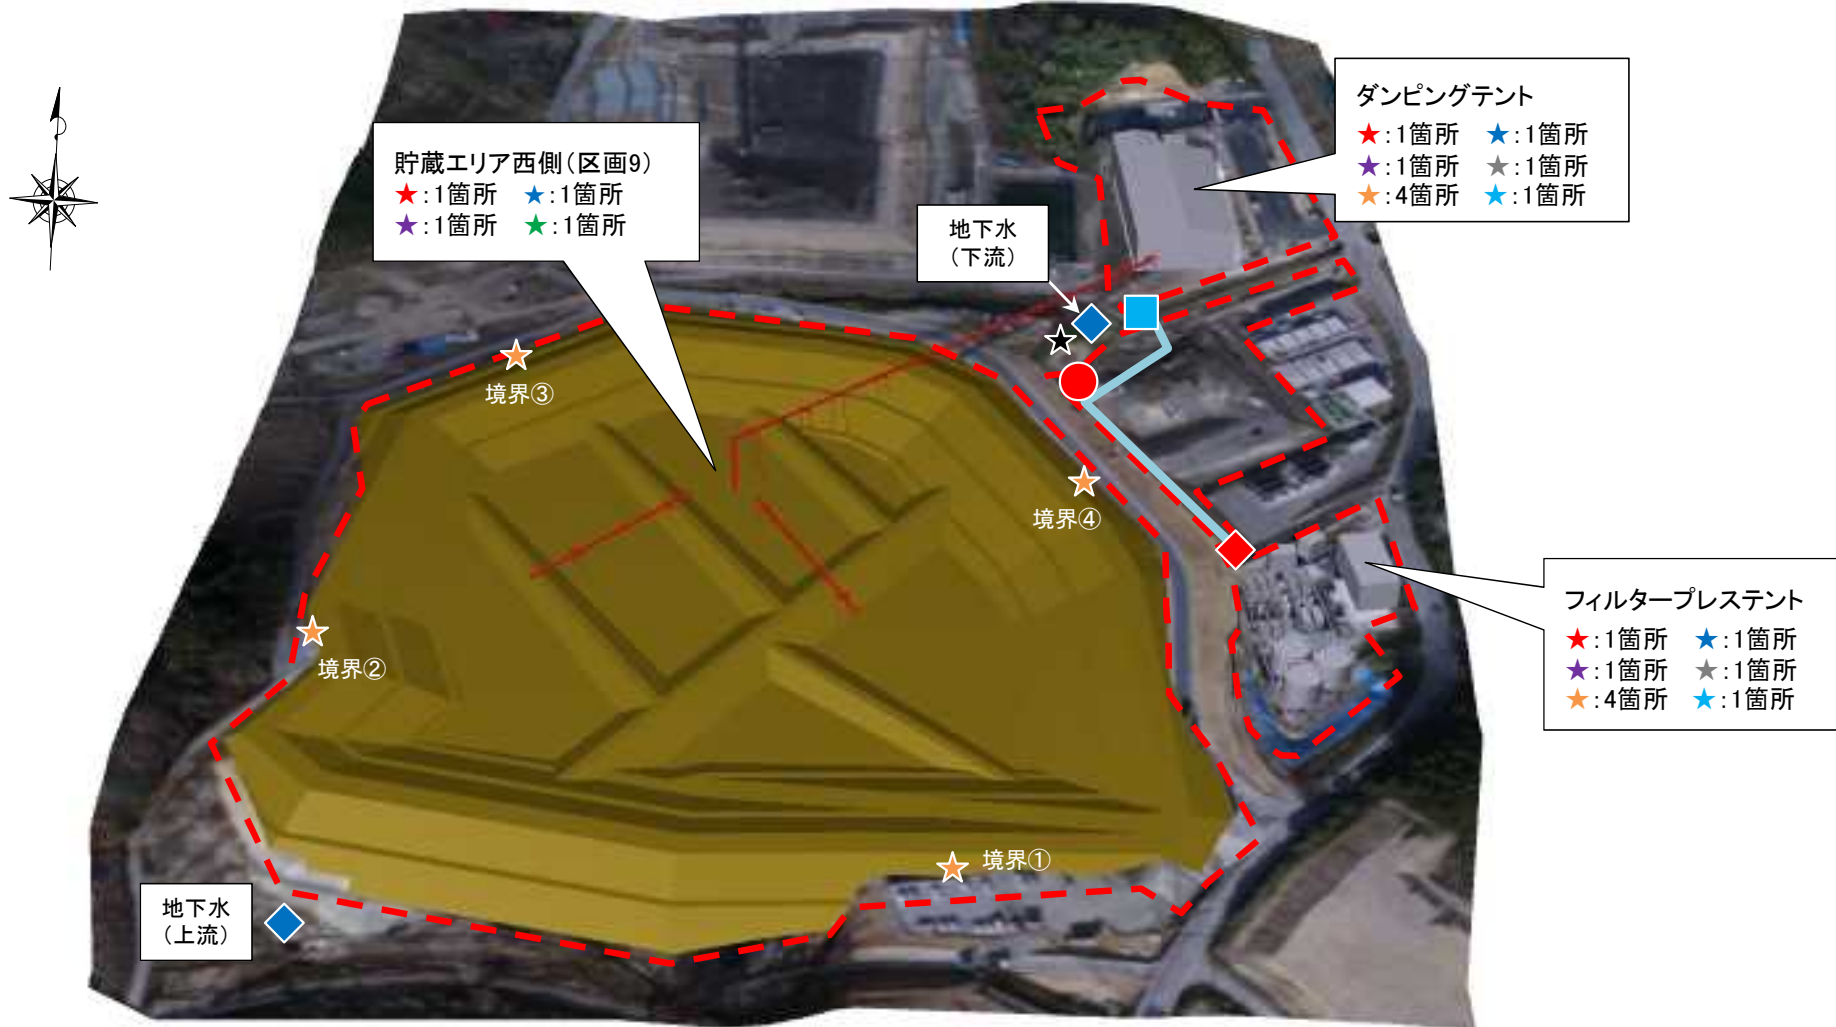 ダンピングテント
★:1箇所 ★:1箇所
★:1箇所 ★:1箇所
★:4箇所 ★:1箇所
貯蔵エリア西側(区画9)
★:1箇所 ★:1箇所
★:1箇所 ★:1箇所
地下水
(下流)
境界③
境界④
フィルタープレステント
★:1箇所 ★:1箇所
★:1箇所 ★:1箇所
★:4箇所 ★:1箇所
境界②
境界①
地下水
(上流)